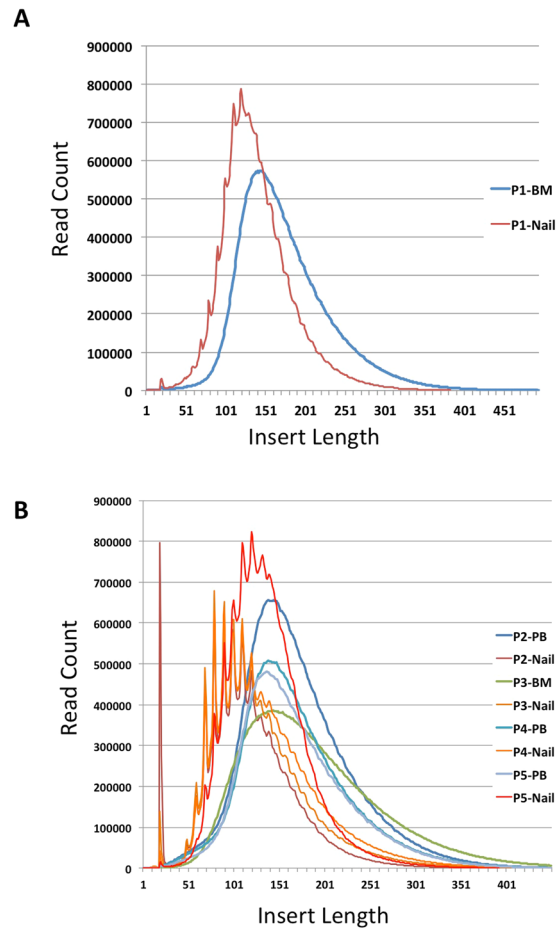 A
900000
800000
700000
600000
500000
400000
300000
200000
100000
0
Read Count
1 51 101 151 201 251 301 351 401 451
Insert Length
P1-BM
P1-Nail
B
900000
800000
700000
600000
500000
400000
300000
200000
100000
0
Read Count
1 51 101 151 201 251 301 351 401
Insert Length
P2-PB
P2-Nail
P3-BM
P3-Nail
P4-PB
P4-Nail
P5-PB
P5-Nail